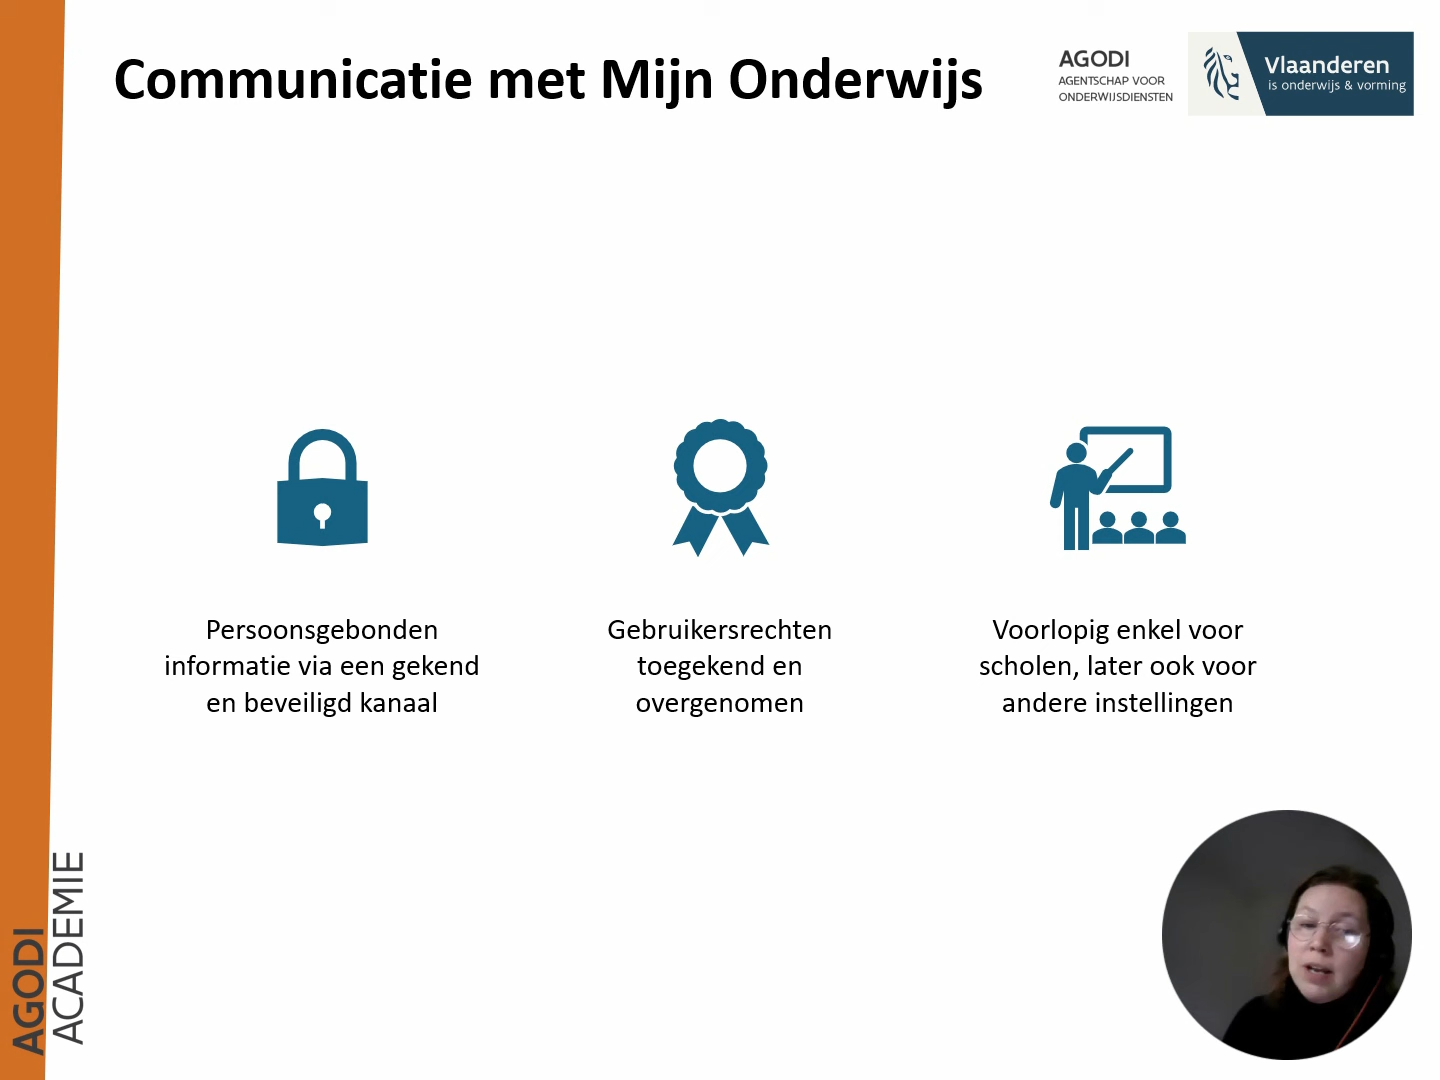 Communicatie met Mijn Onderwijs
AGODI
AGENTSCHAP VOOR
ONDERWIJSDIENSTEN
Vlaanderen
is onderwijs & vorming
Persoonsgebonden
informatie via een gekend
en beveiligd kanaal
Gebruikersrechten
toegekend en
overgenomen
Voorlopig enkel voor
scholen, later ook voor
andere instellingen
AGODI
ACADEMIE